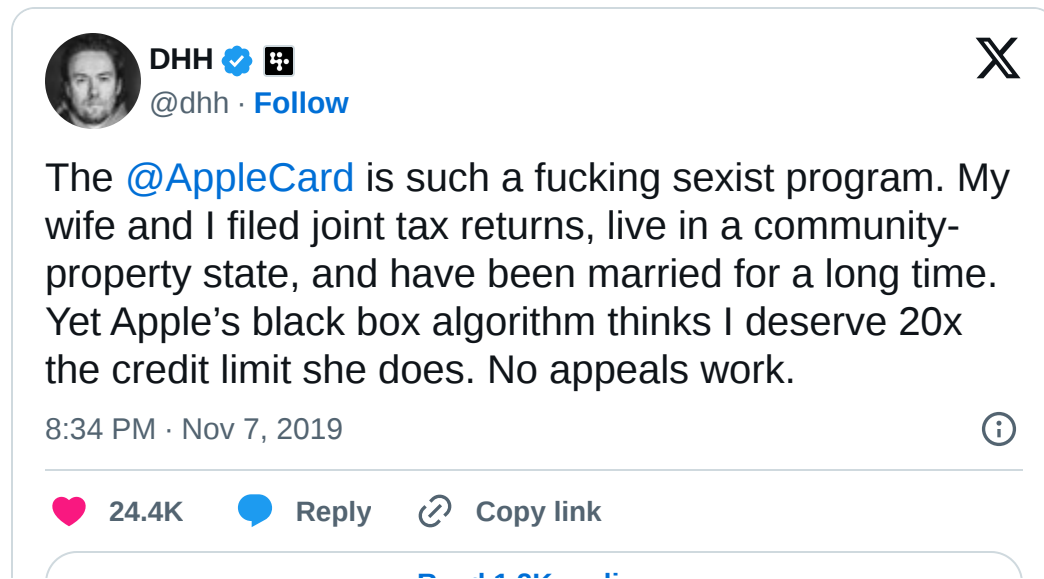 DHH
@dhh · Follow
The @AppleCard is such a fucking sexist program. My
wife and I filed joint tax returns, live in a community-
property state, and have been married for a long time.
Yet Apple’s black box algorithm thinks I deserve 20x
the credit limit she does. No appeals work.
8:34 PM · Nov 7, 2019
24.4K Reply Copy link